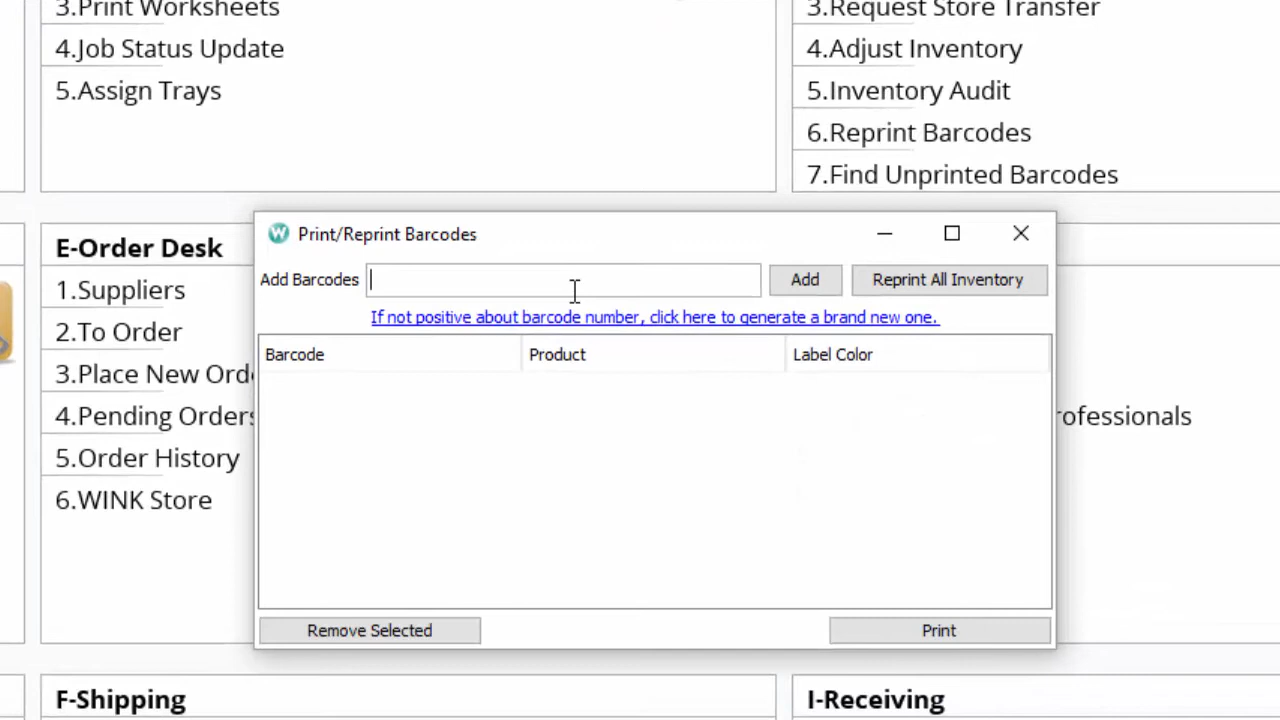 3.Print Worksheets
4.Job Status Update
5.Assign Trays
3.Request Store Transfer
4.Adjust Inventory
5.Inventory Audit
6.Reprint Barcodes
7.Find Unprinted Barcodes
E-Order Desk
1.Suppliers
2.To Order
3.Place New Ord
4.Pending Orders
5.Order History
6.WINK Store
W Print/Reprint Barcodes
Add Barcodes Add Reprint All Inventory
If not positive about barcode number, click here to generate a brand new one.
Barcode Product Label Color
Remove Selected Print
rofessionals
F-Shipping
I-Receiving